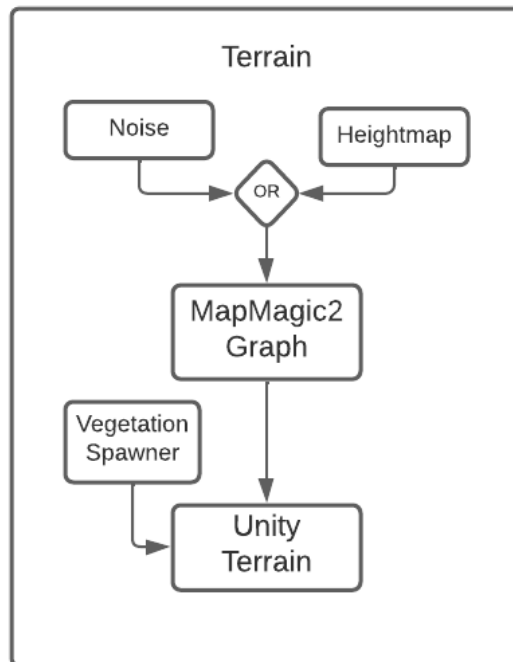 Terrain
Noise
Heightmap
OR
MapMagic2
Graph
Vegetation
Spawner
Unity
Terrain